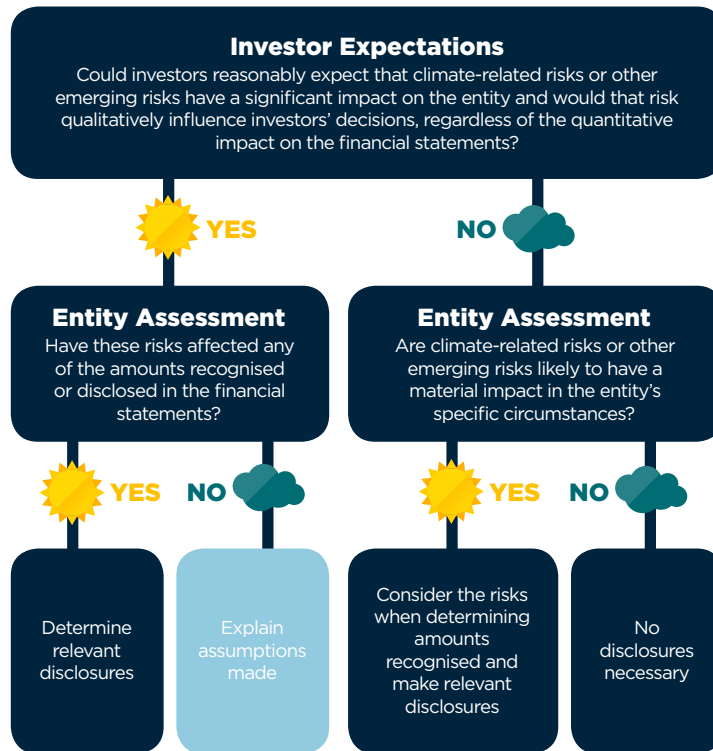 Investor Expectations
Could investors reasonably expect that climate-related risks or other
emerging risks have a significant impact on the entity and would that risk
qualitatively influence investors' decisions, regardless of the quantitative
impact on the financial statements?
YES
NO
Entity Assessment
Have these risks affected any
of the amounts recognised
or disclosed in the financial
statements?
Entity Assessment
Are climate-related risks or other
emerging risks likely to have a
material impact in the entity's
specific circumstances?
YES
NO
YES
NO
Determine
relevant
disclosures
Explain
assumptions
made
Consider the risks
when determining
amounts
recognised and
make relevant
disclosures
No
disclosures
necessary